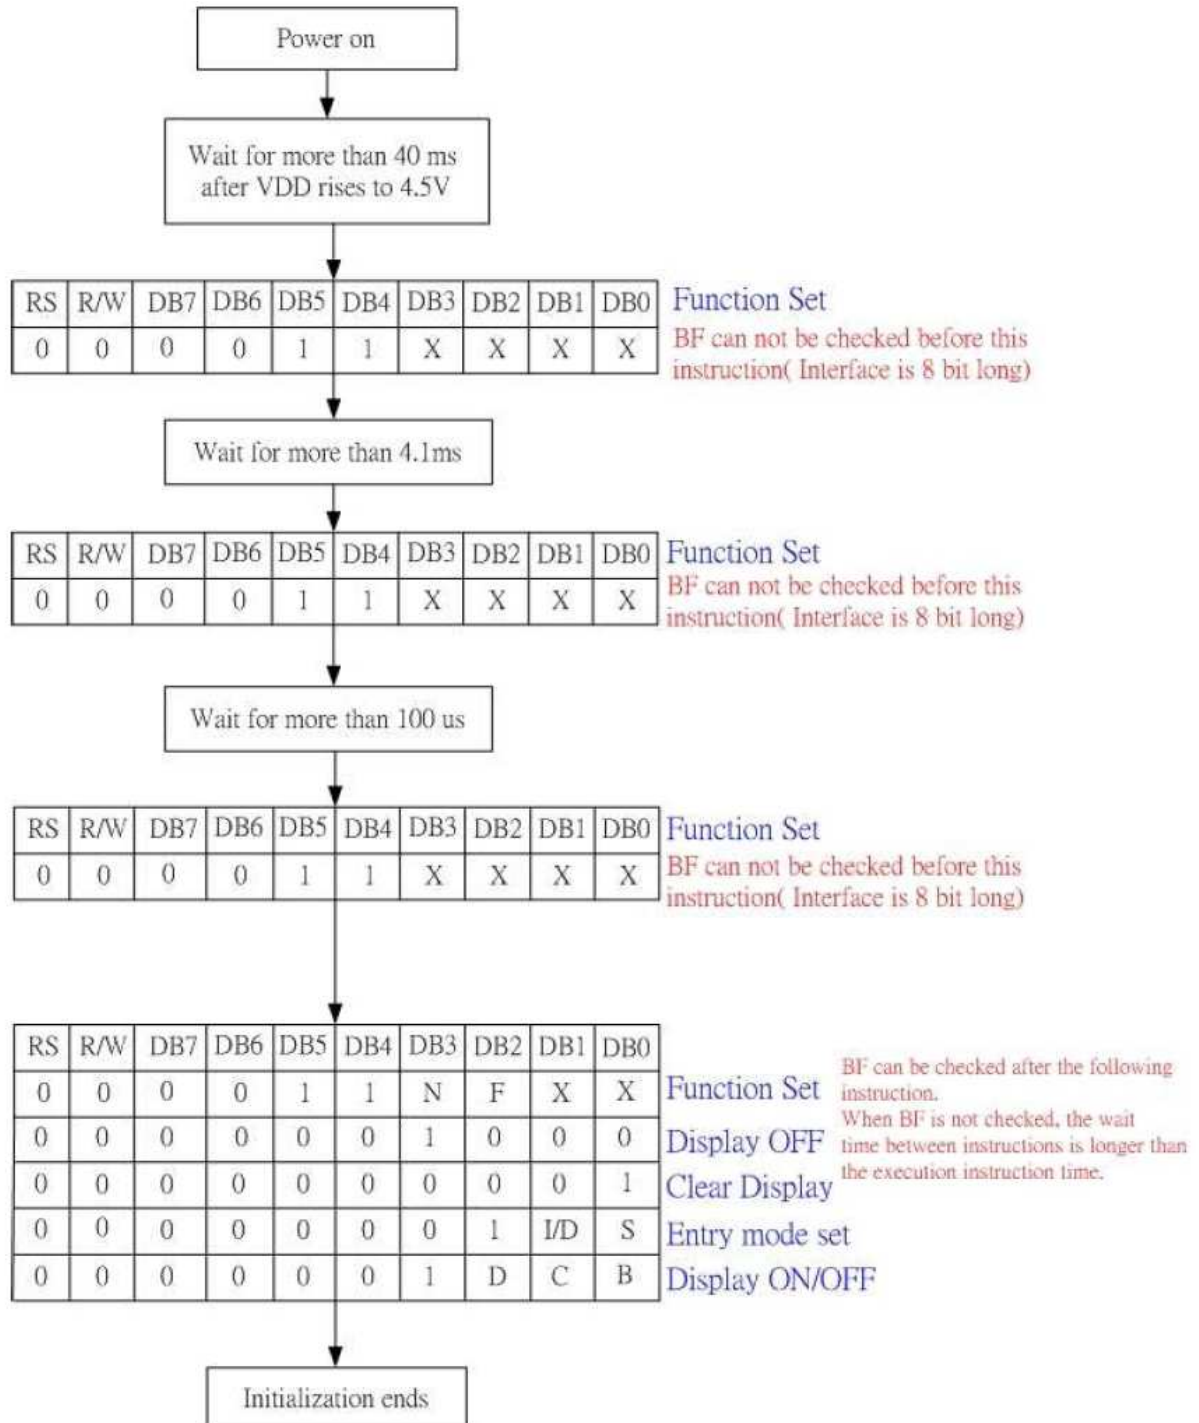 Power on
Wait for more than 40 ms
after VDD rises to 4.5V
RS R/W DB7 DB6 DB5 DB4 DB3 DB2 DB1 DB0 Function Set
0 0 0 0 1 1 X X X X
BF can not be checked before this
instruction( Interface is 8 bit long)
Wait for more than 4.1ms
RS R/W DB7 DB6 DB5 DB4 DB3 DB2 DB1 DB0 Function Set
0 0 0 0 1 1 X X X X
BF can not be checked before this
instruction( Interface is 8 bit long)
Wait for more than 100 us
RS R/W DB7 DB6 DB5 DB4 DB3 DB2 DB1 DB0 Function Set
0 0 0 0 1 1 X X X X
BF can not be checked before this
instruction( Interface is 8 bit long)
RS R/W DB7 DB6 DB5 DB4 DB3 DB2 DB1 DB0
0 0 0 0 1 1 N F X X Function Set
0 0 0 0 0 0 1 0 0 0 Display OFF
0 0 0 0 0 0 0 0 0 1 Clear Display
0 0 0 0 0 0 0 1 I/D S Entry mode set
0 0 0 0 0 0 1 D C B Display ON/OFF
BF can be checked after the following
instruction.
When BF is not checked, the wait
time between instructions is longer than
the execution instruction time.
Initialization ends